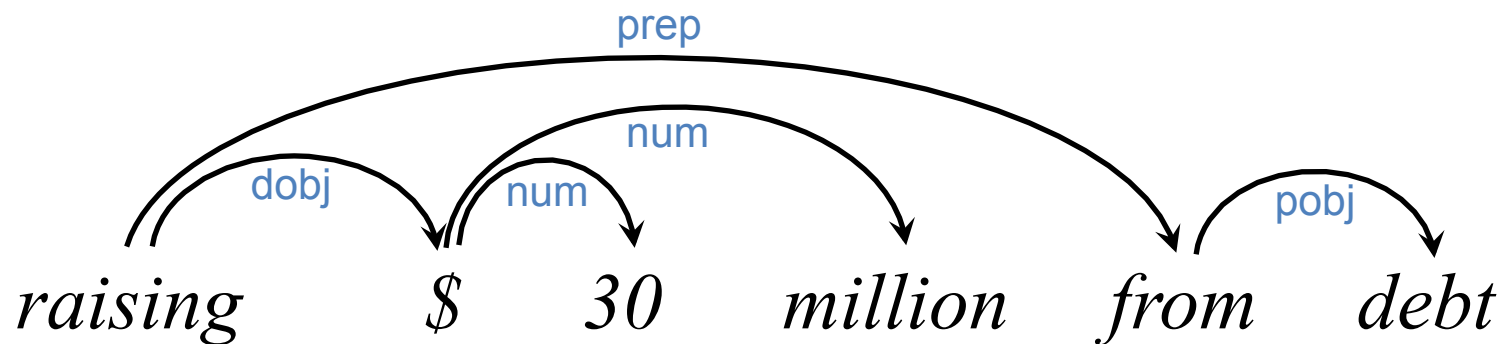 prep
num
dobj
num
pobj
raising $ 30 million from debt